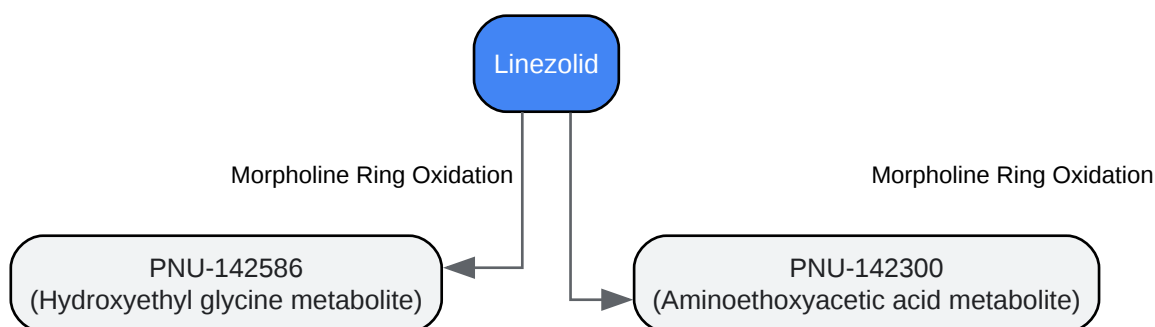 Linezolid
Morpholine Ring Oxidation
Morpholine Ring Oxidation
PNU-142586
(Hydroxyethyl glycine metabolite)
PNU-142300
(Aminoethoxyacetic acid metabolite)